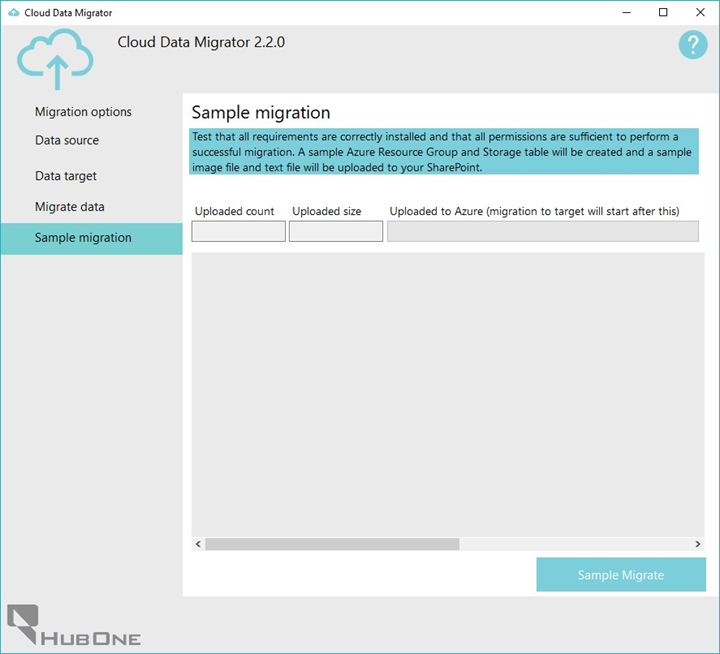 Cloud Data Migrator
Cloud Data Migrator 2.2.0
?
Migration options
Data source
Data target
Migrate data
Sample migration
Sample migration
Test that all requirements are correctly installed and that all permissions are sufficient to perform a
successful migration. A sample Azure Resource Group and Storage table will be created and a sample
image file and text file will be uploaded to your SharePoint.
Uploaded count Uploaded size Uploaded to Azure (migration to target will start after this)
Sample Migrate
HUBONE